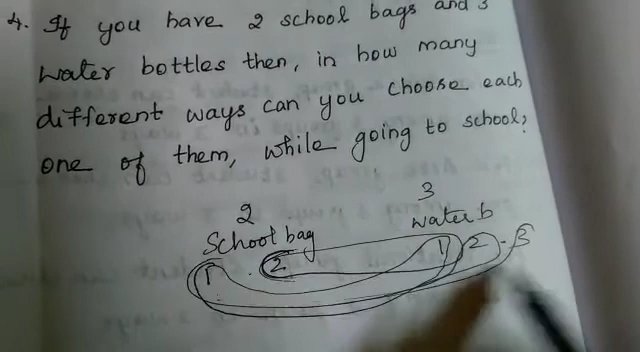 4. If you have 2 school bags and 3
water bottles then, in how many
different ways can you choose each
one of them, while going to school?
2 3
School bag water b
1 2 1 2 3